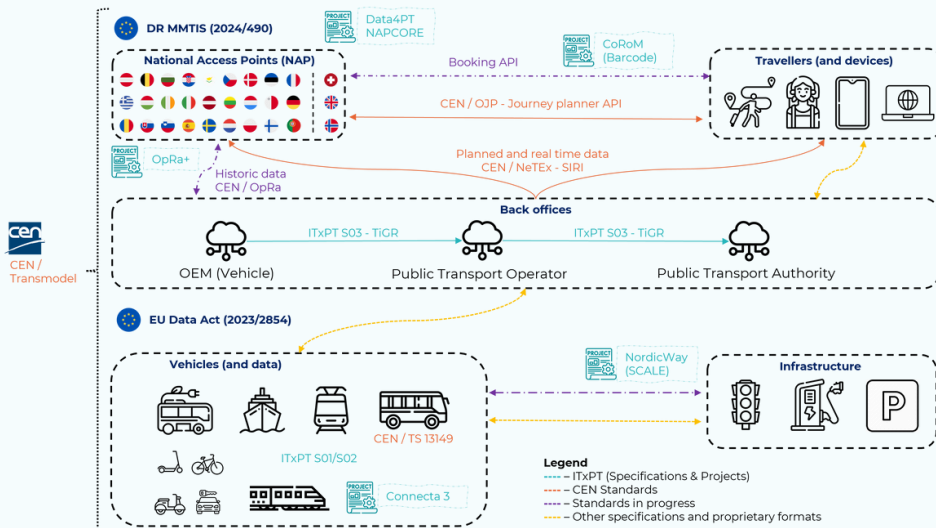 DR MMTIS (2024/490)
PROJECT
Data4PT
NAPCORE
National Access Points (NAP)
Booking API
PROJECT
CoRoM
(Barcode)
Travellers (and devices)
CEN / OJP - Journey planner API
PROJECT
OpRa+
Historic data
CEN / OpRa
Planned and real time data
CEN / NeTEx - SIRI
Back offices
cen
CEN /
Transmodel
ITxPT S03 - TiGR
ITxPT S03 - TiGR
OEM (Vehicle)
Public Transport Operator
Public Transport Authority
EU Data Act (2023/2854)
Vehicles (and data)
PROJECT
NordicWay
(SCALE)
Infrastructure
P
CEN / TS 13149
ITxPT S01/S02
PROJECT
Connecta 3
Legend
– ITxPT (Specifications & Projects)
– CEN Standards
– Standards in progress
– Other specifications and proprietary formats